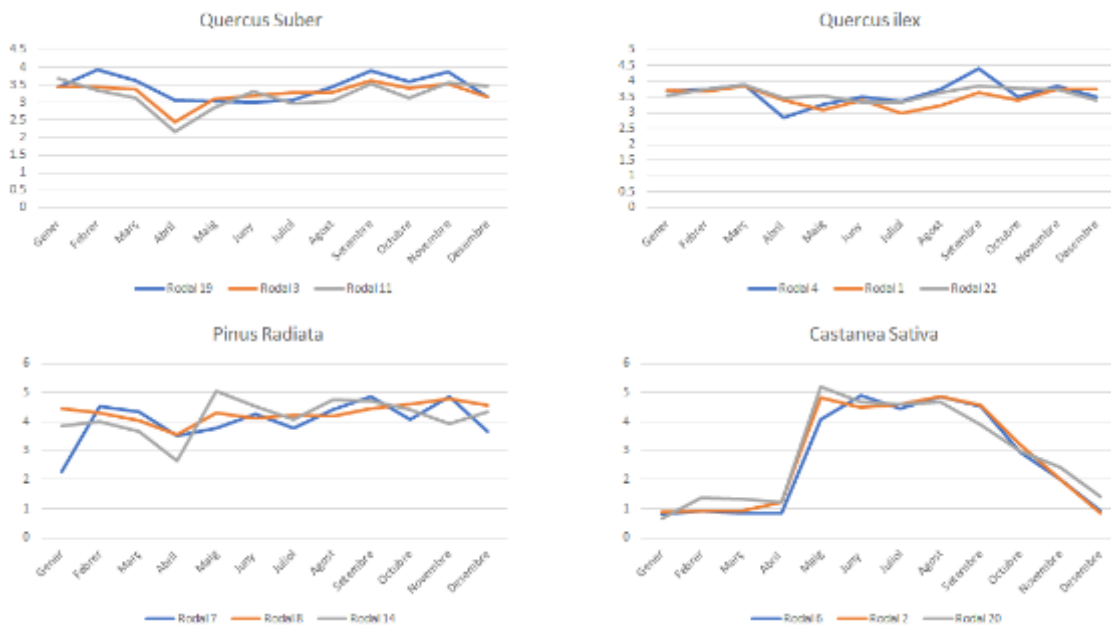 Quercus Suber
4.5
4
3.5
3
2.5
2
1.5
1
0.5
0
Gener Febrer Març Abril Maig Juny Juliol Agost Setembre Octubre Novembre Desembre
Rodal 19 Rodal 3 Rodal 11
Quercus ilex
5
4.5
4
3.5
3
2.5
2
1.5
1
0.5
0
Gener Febrer Març Abril Maig Juny Juliol Agost Setembre Octubre Novembre Desembre
Rodal 4 Rodal 1 Rodal 22
Pinus Radiata
6
5
4
3
2
1
0
Gener Febrer Març Abril Maig Juny Juliol Agost Setembre Octubre Novembre Desembre
Rodal 7 Rodal 8 Rodal 14
Castanea Sativa
6
5
4
3
2
1
0
Gener Febrer Març Abril Maig Juny Juliol Agost Setembre Octubre Novembre Desembre
Rodal 6 Rodal 2 Rodal 20